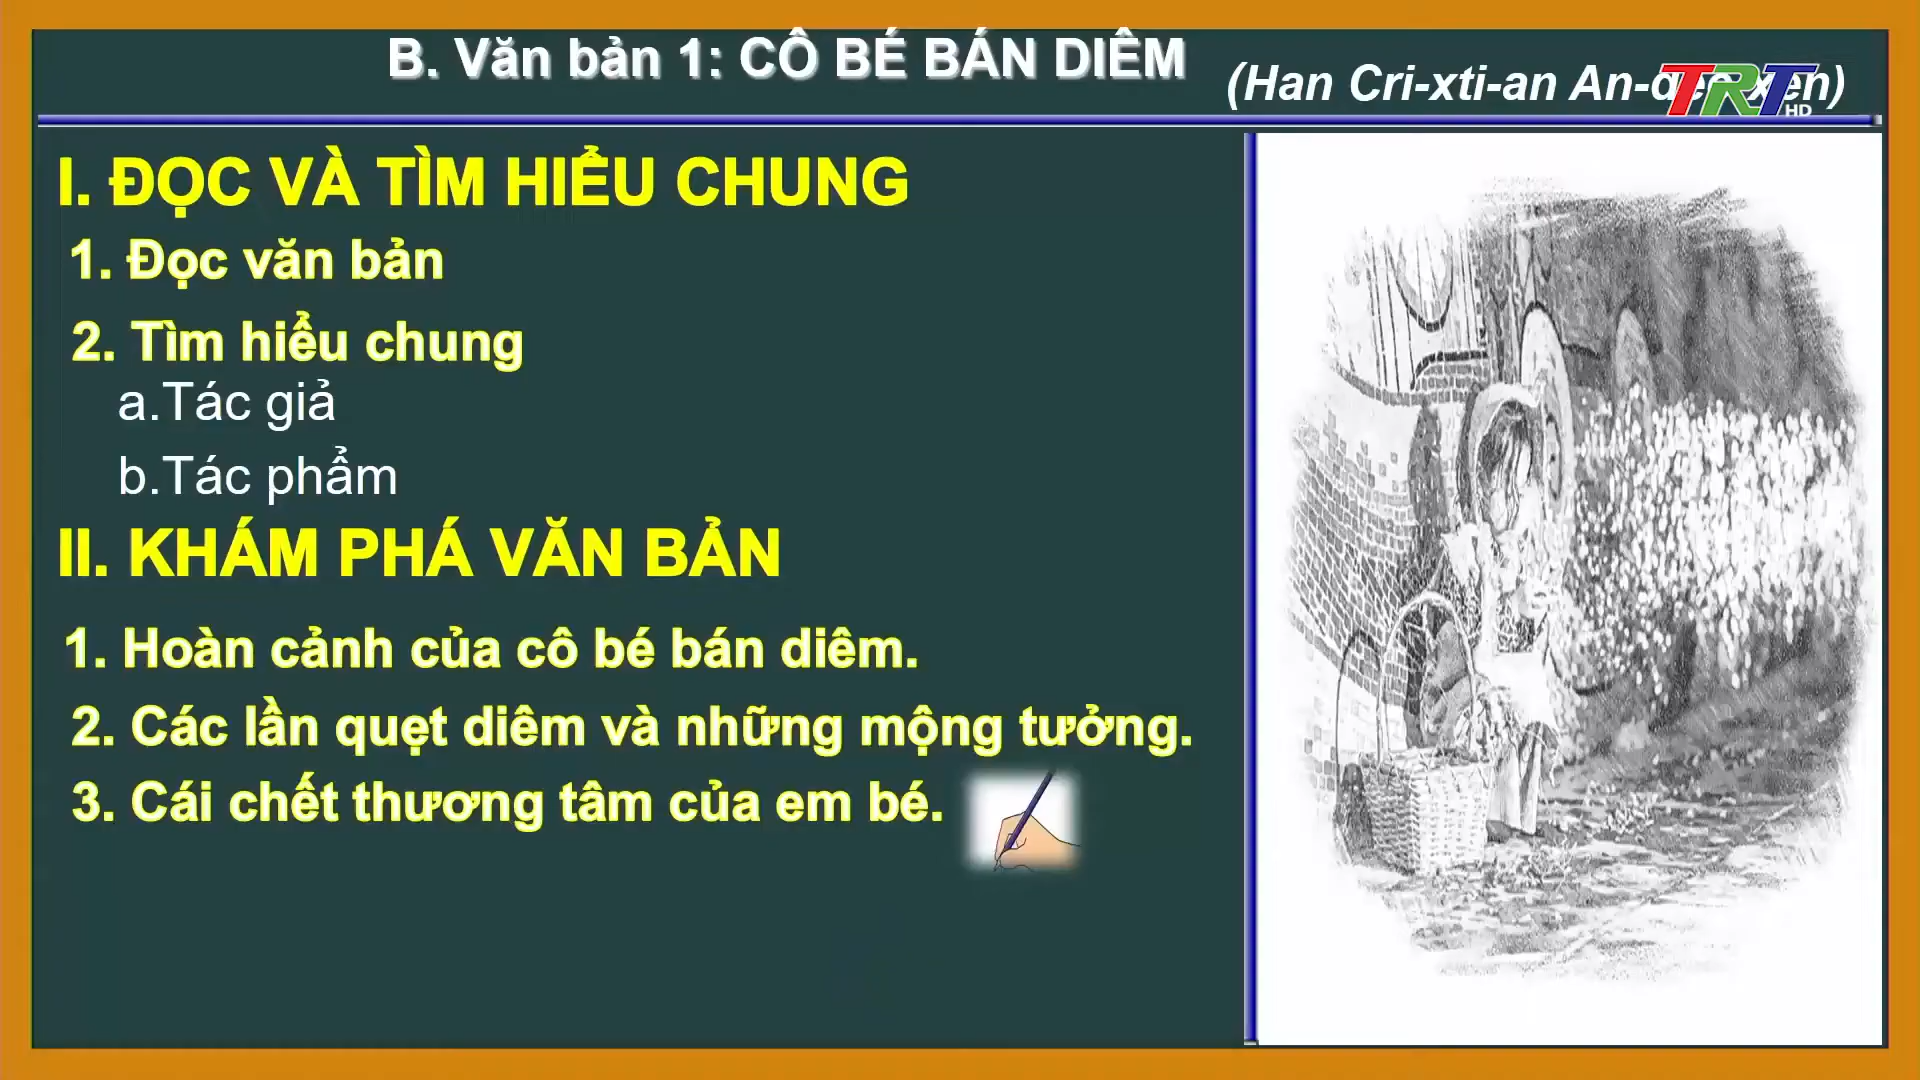 B. Văn bản 1: CÔ BÉ BÁN DIÊM
(Han Cri-xti-an
TRT
HD
I. ĐỌC VÀ TÌM HIỂU CHUNG
1. Đọc văn bản
2. Tìm hiểu chung
a.Tác giả
b.Tác phẩm
II. KHÁM PHÁ VĂN BẢN
1. Hoàn cảnh của cô bé bán diêm.
2. Các lần quẹt diêm và những mộng tưởng.
3. Cái chết thương tâm của em bé.